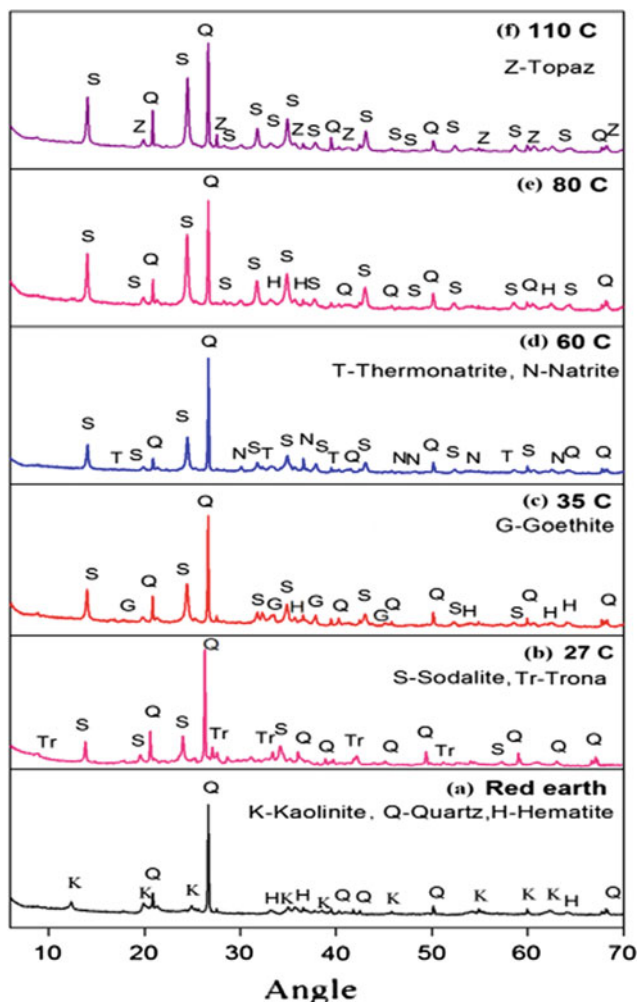 Q
(f) 110 C
S
S
Z-Topaz
Q
S
S
Z
Z
S
S
Z
S
Q
Z
S
S
S
Q
S
Z
S
Z
S
Q
Z
(e) 80 C
Q
S
S
Q
S
S
S
S
H
H
S
Q
S
Q
S
Q
S
S
Q
H
S
Q
(d) 60 C
Q
T-Thermonatrite, N-Natrite
S
S
T
S
Q
N
S
T
S
N
S
T
Q
S
N
N
Q
S
N
T
S
N
Q
Q
(c) 35 C
Q
G-Goethite
S
S
G
Q
S
G
S
H
G
Q
S
G
Q
Q
S
H
S
Q
H
H
Q
(b) 27 C
Q
S-Sodalite, Tr-Trona
Tr
S
S
Q
S
Tr
Tr
S
Q
Q
Tr
Q
Q
Tr
S
Q
Q
Q
(a) Red earth
Q
K-Kaolinite, Q-Quartz,H-Hematite
K
K
Q
K
H
K
H
K
Q
Q
K
Q
K
K
K
H
Q
10 20 30 40 50 60 70
Angle